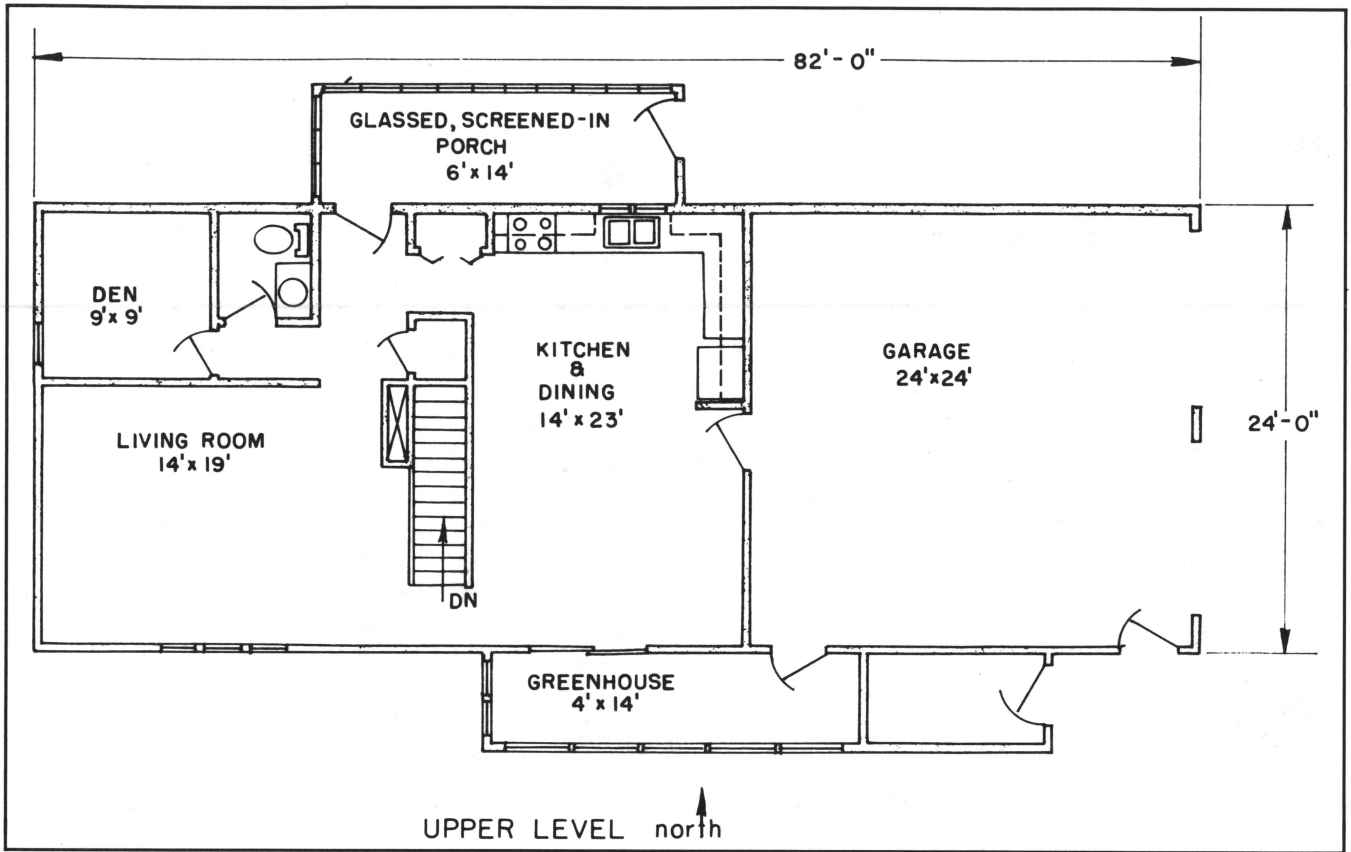 82'-0"
GLASSED, SCREENED-IN
PORCH
6' x 14'
DEN
9' x 9'
KITCHEN
&
DINING
14' x 23'
GARAGE
24' x 24'
24'-0"
LIVING ROOM
14' x 19'
DN
GREENHOUSE
4' x 14'
UPPER LEVEL north